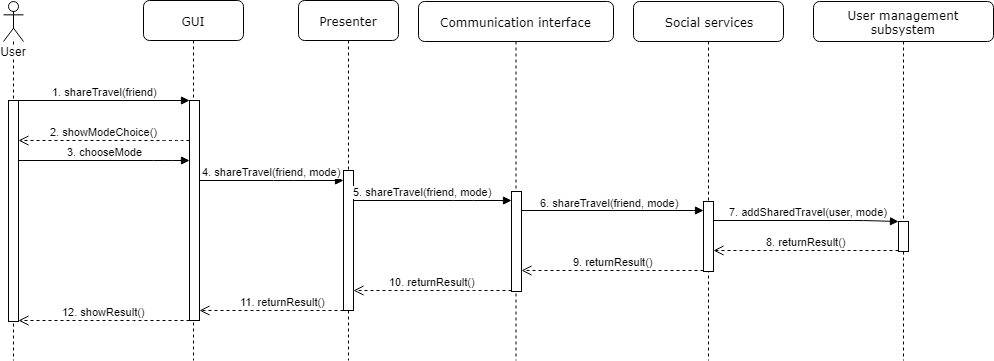 GUI
Presenter
Communication interface
Social services
User management
subsystem
User
1. shareTravel(friend)
2. showModeChoice()
3. chooseMode
4. shareTravel(friend, mode)
5. shareTravel(friend, mode)
6. shareTravel(friend, mode)
7. addSharedTravel(user, mode)
8. returnResult()
9. returnResult()
10. returnResult()
11. returnResult()
12. showResult()